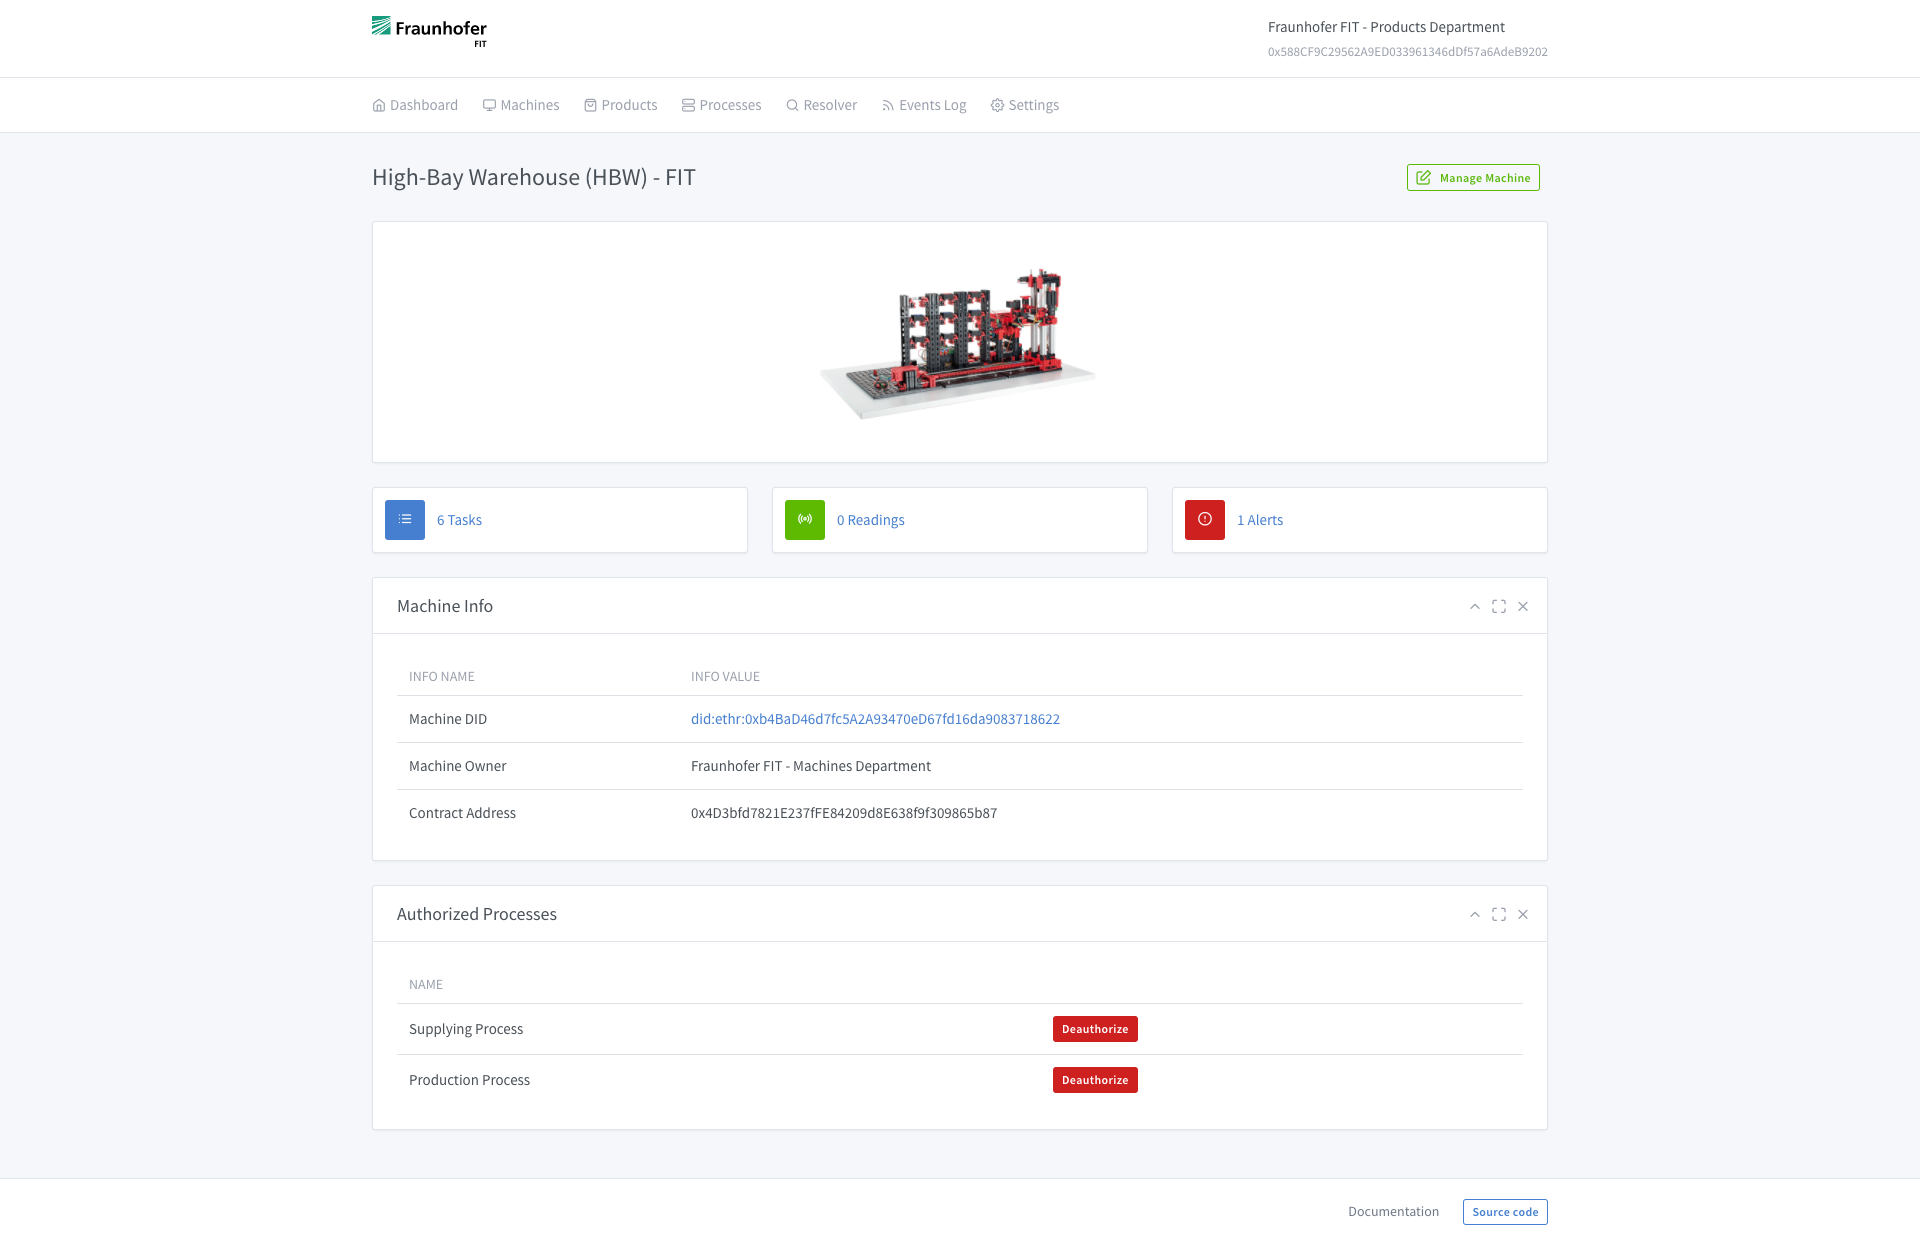 Fraunhofer
FIT
Fraunhofer FIT - Products Department
0x588CF9C29562A9ED033961346dDf57a6AdeB9202
Dashboard Machines Products Processes Resolver Events Log Settings
High-Bay Warehouse (HBW) - FIT
Manage Machine
6 Tasks
0 Readings
1 Alerts
Machine Info
INFO NAME INFO VALUE
Machine DID did:ethr:0xb4BaD46d7fc5A2A93470eD67fd16da9083718622
Machine Owner Fraunhofer FIT - Machines Department
Contract Address 0x4D3bfd7821E237fFE84209d8E638f9f309865b87
Authorized Processes
NAME
Supplying Process Deauthorize
Production Process Deauthorize
Documentation Source code